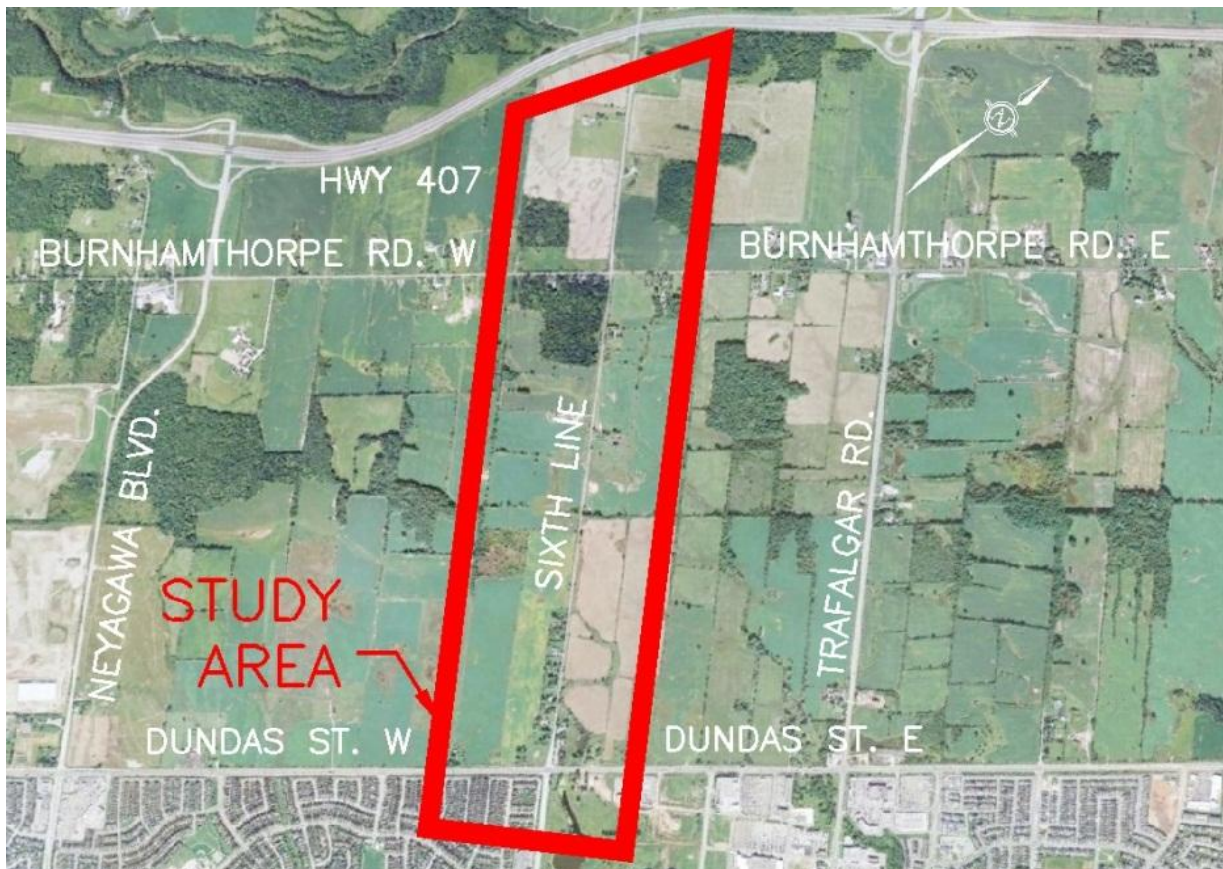 HWY 407
BURNHAMTHORPE RD. W
BURNHAMTHORPE RD. E
NEYAGAWA BLVD.
SIXTH LINE
TRAFALGAR RD.
STUDY
AREA
DUNDAS ST. W
DUNDAS ST. E